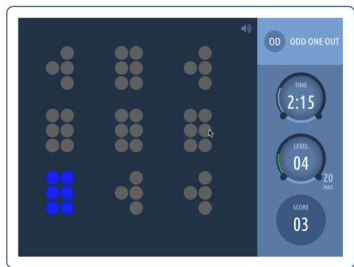 OD ODD ONE OUT
TIME
2:15
LEVEL
04
20
MAX
SCORE
03